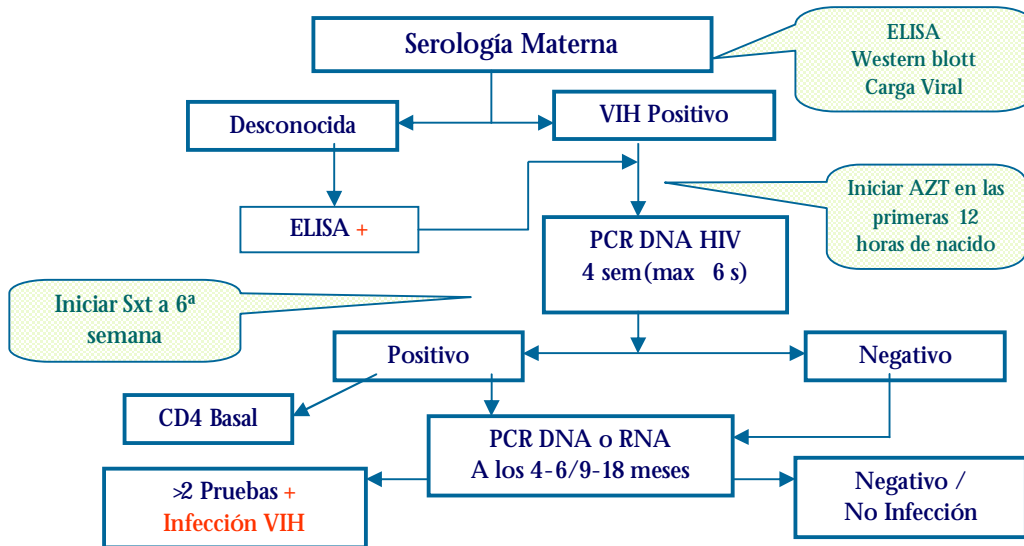 Serología Materna
ELISA
Western blott
Carga Viral
Desconocida
VIH Positivo
ELISA +
Iniciar AZT en las
primeras 12
horas de nacido
PCR DNA HIV
4 sem (max 6 s)
Iniciar Sxt a 6ª
semana
Positivo
Negativo
CD4 Basal
PCR DNA o RNA
A los 4-6/9-18 meses
>2 Pruebas +
Infección VIH
Negativo /
No Infección